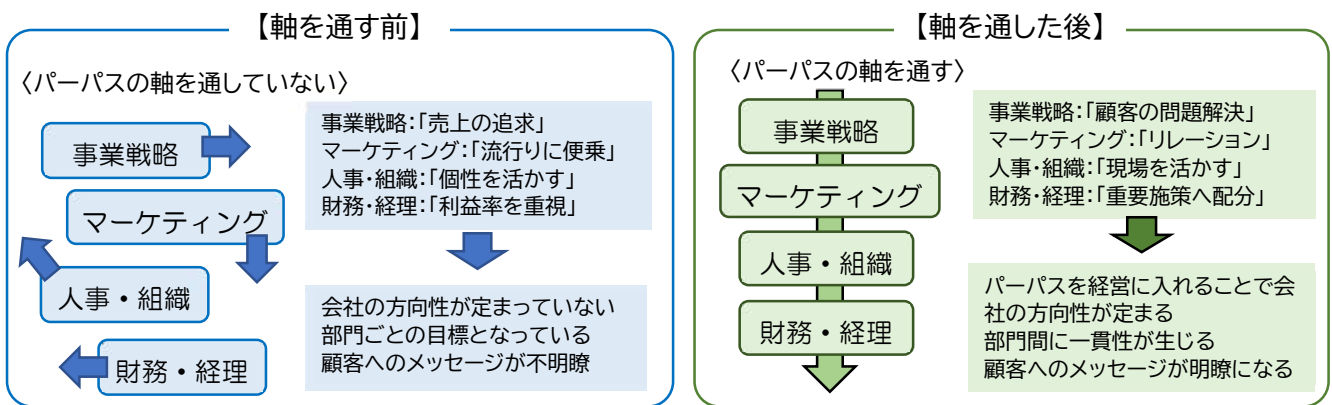 【軸を通す前】
〈パーパスの軸を通していない〉
事業戦略
マーケティング
人事・組織
財務・経理
事業戦略:「売上の追求」
マーケティング:「流行りに便乗」
人事・組織:「個性を活かす」
財務・経理:「利益率を重視」
会社の方向性が定まっていない
部門ごとの目標となっている
顧客へのメッセージが不明瞭
【軸を通した後】
〈パーパスの軸を通す〉
事業戦略
マーケティング
人事・組織
財務・経理
事業戦略:「顧客の問題解決」
マーケティング:「リレーション」
人事・組織:「現場を活かす」
財務・経理:「重要施策へ配分」
パーパスを経営に入れることで会
社の方向性が定まる
部門間に一貫性が生じる
顧客へのメッセージが明瞭になる